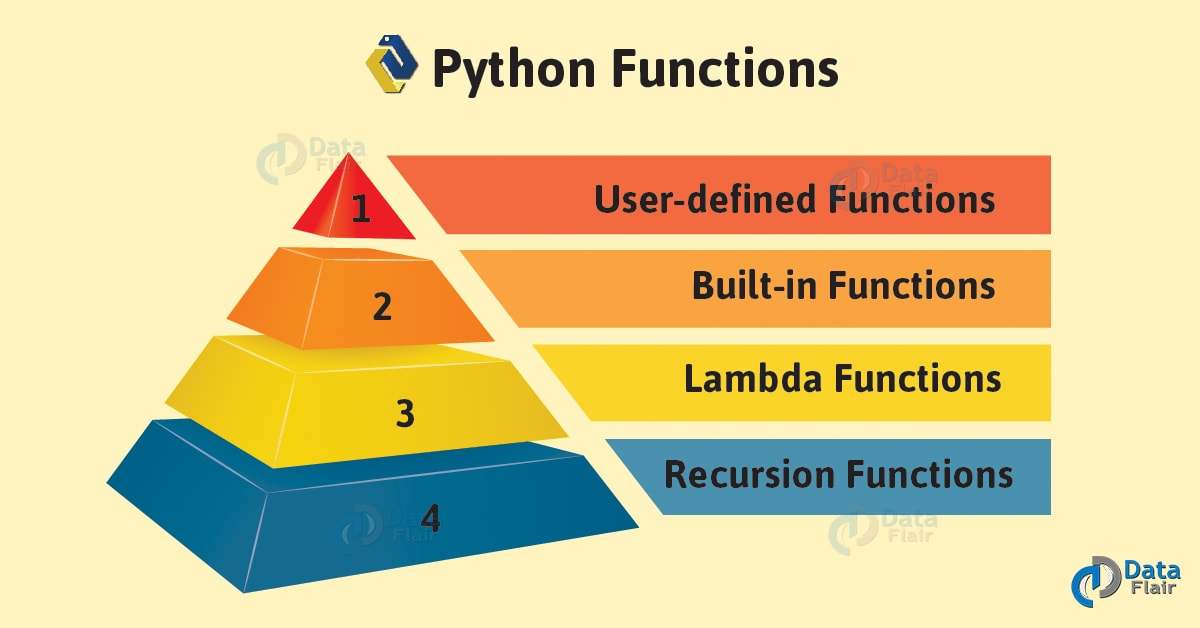 Python Functions
Data
Flair
Data
Flair
1
User-defined Functions
2
Built-in Functions
3
Lambda Functions
4
Recursion Functions
Data
Flair
Data
Flair
Data
Flair